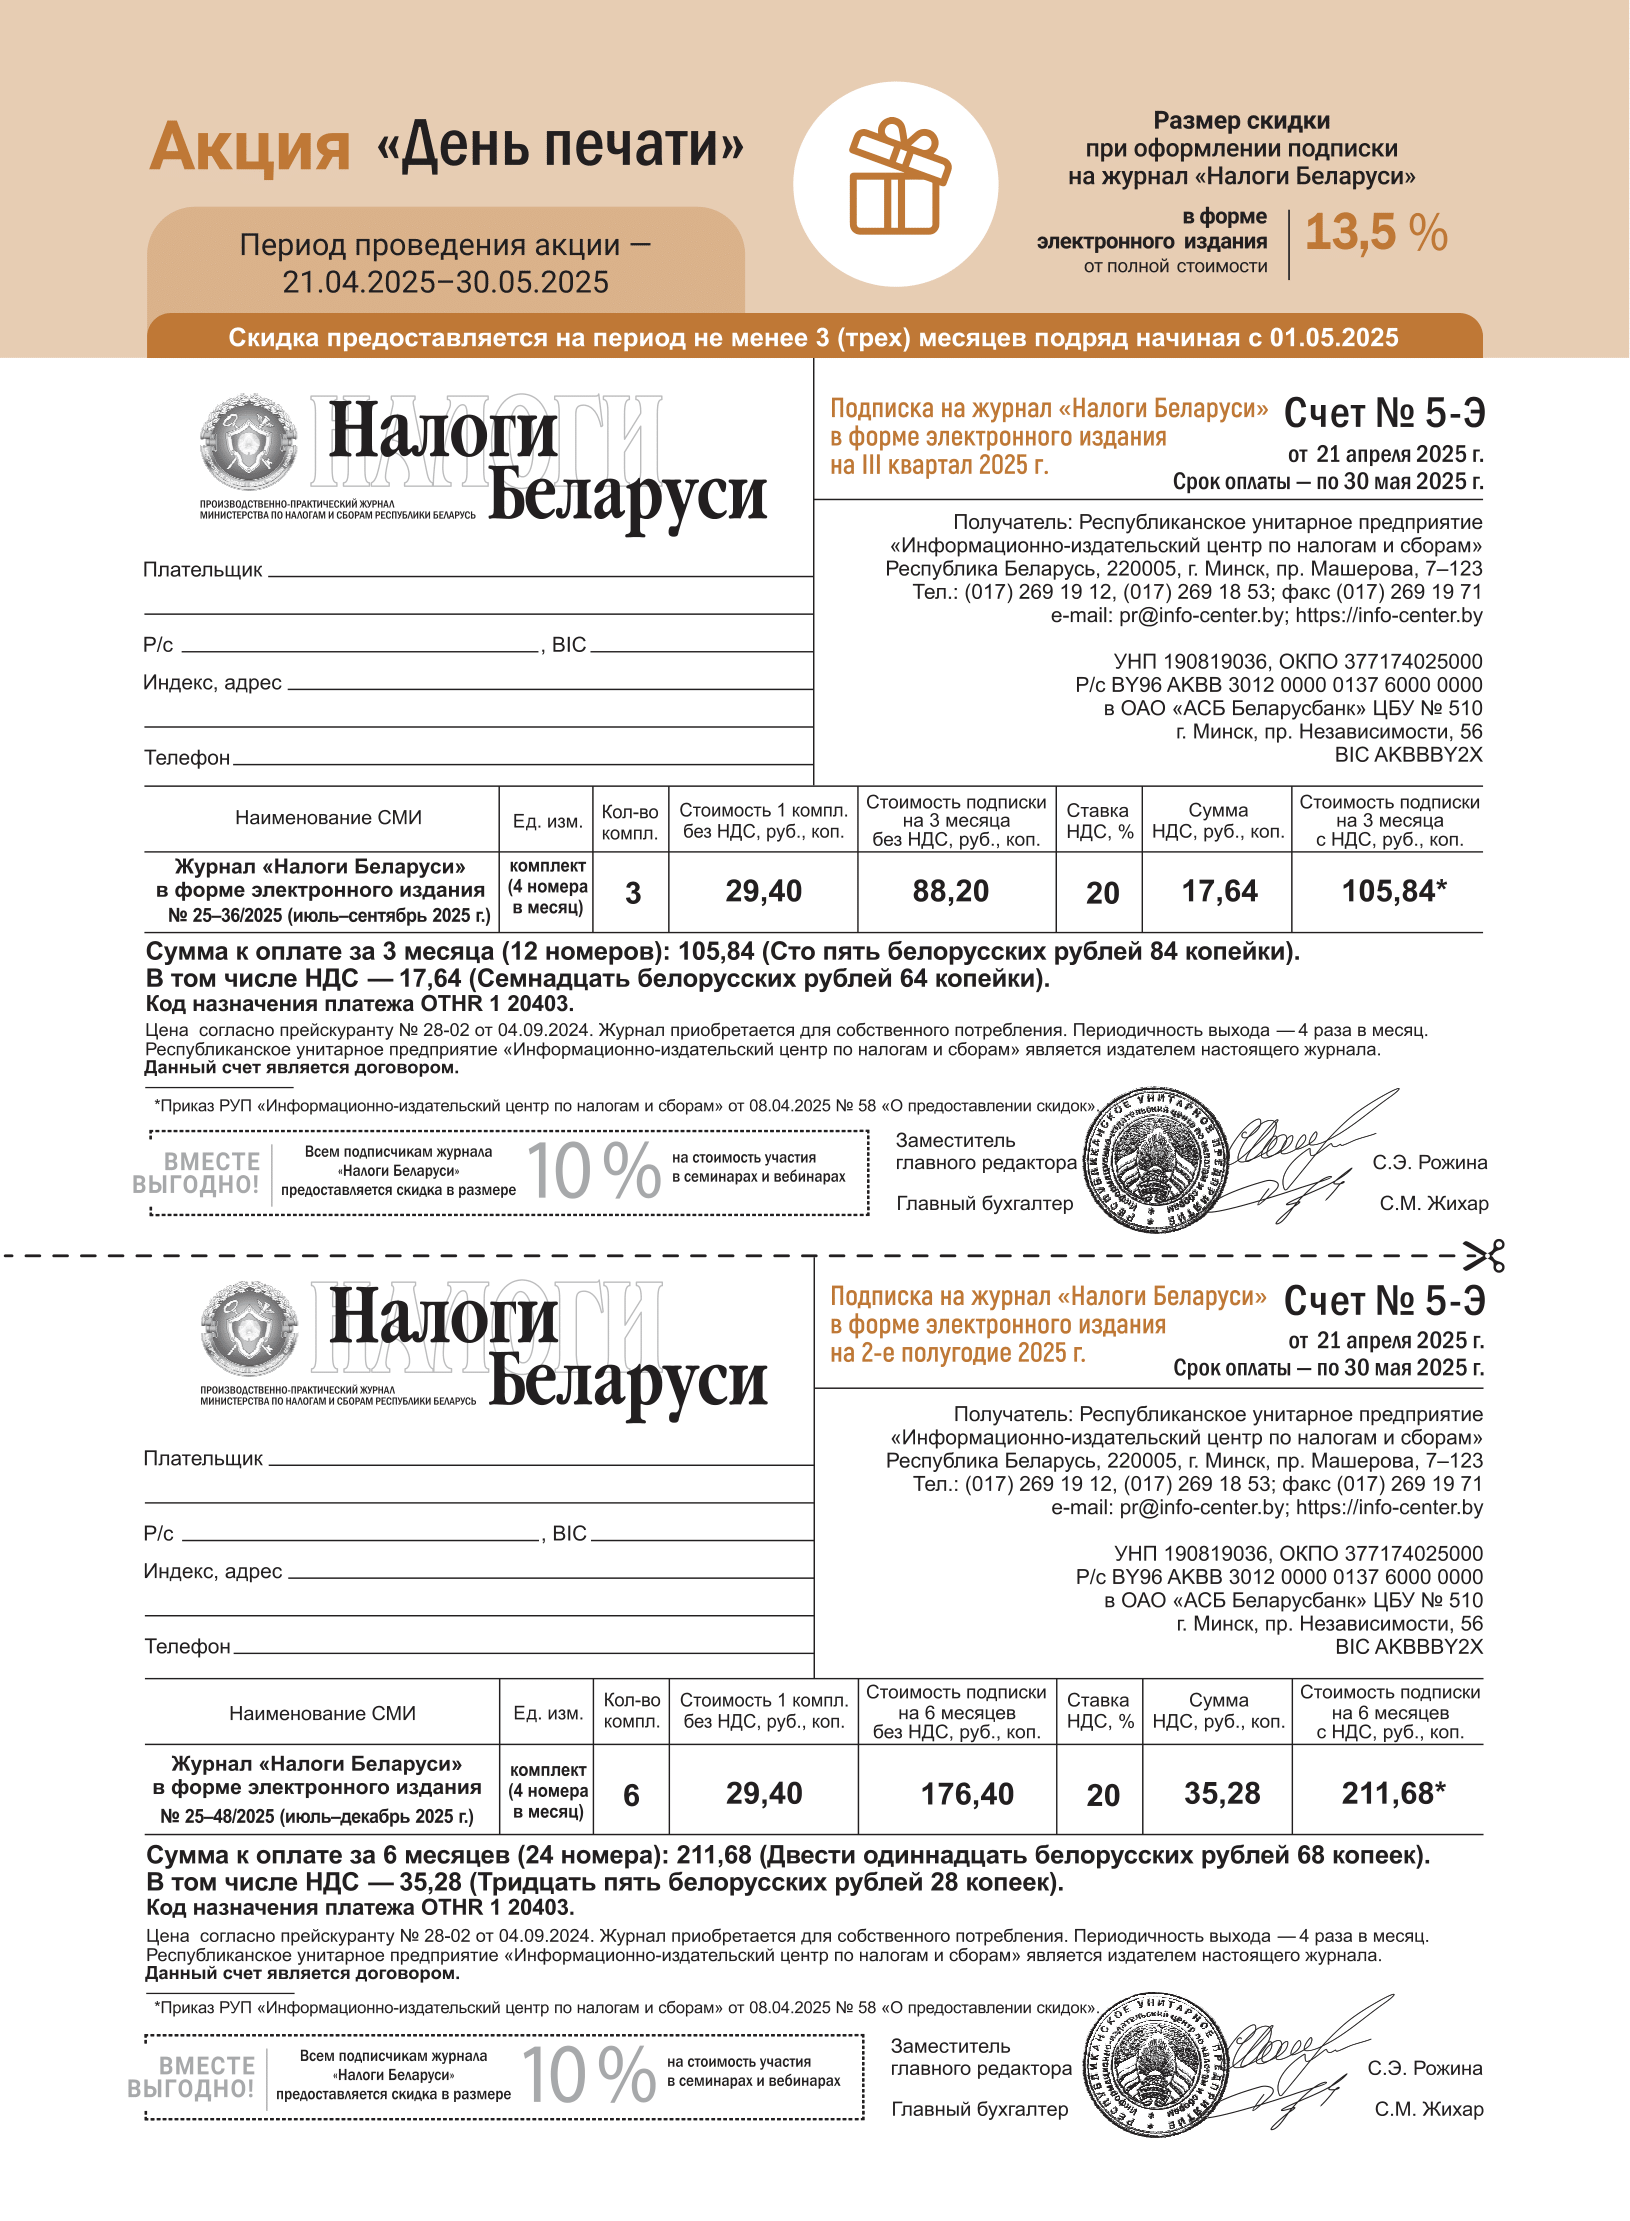 Акция «День печати»
Период проведения акции —
21.04.2025–30.05.2025
Размер скидки
при оформлении подписки
на журнал «Налоги Беларуси»
в форме
электронного издания
от полной стоимости
13,5 %
Скидка предоставляется на период не менее 3 (трех) месяцев подряд начиная с 01.05.2025
НАЛОГИ
Налоги
Беларуси
ПРОИЗВОДСТВЕННО-ПРАКТИЧЕСКИЙ ЖУРНАЛ
МИНИСТЕРСТВА ПО НАЛОГАМ И СБОРАМ РЕСПУБЛИКИ БЕЛАРУСЬ
Плательщик
Р/с , BIC
Индекс, адрес
Телефон
Подписка на журнал «Налоги Беларуси»
в форме электронного издания
на III квартал 2025 г.
Счет № 5-Э
от 21 апреля 2025 г.
Срок оплаты — по 30 мая 2025 г.
Получатель: Республиканское унитарное предприятие
«Информационно-издательский центр по налогам и сборам»
Республика Беларусь, 220005, г. Минск, пр. Машерова, 7–123
Тел.: (017) 269 19 12, (017) 269 18 53; факс (017) 269 19 71
e-mail: pr@info-center.by; https://info-center.by
УНП 190819036, ОКПО 377174025000
Р/с BY96 AKBB 3012 0000 0137 6000 0000
в ОАО «АСБ Беларусбанк» ЦБУ № 510
г. Минск, пр. Независимости, 56
BIC AKBBBY2X
Наименование СМИ
Ед. изм.
Кол-во
компл.
Стоимость 1 компл.
без НДС, руб., коп.
Стоимость подписки
на 3 месяца
без НДС, руб., коп.
Ставка
НДС, %
Сумма
НДС, руб., коп.
Стоимость подписки
на 3 месяца
с НДС, руб., коп.
Журнал «Налоги Беларуси»
в форме электронного издания
№ 25–36/2025 (июль–сентябрь 2025 г.)
комплект
(4 номера
в месяц)
3
29,40
88,20
20
17,64
105,84*
Сумма к оплате за 3 месяца (12 номеров): 105,84 (Сто пять белорусских рублей 84 копейки).
В том числе НДС — 17,64 (Семнадцать белорусских рублей 64 копейки).
Код назначения платежа OTHR 1 20403.
Цена согласно прейскуранту № 28-02 от 04.09.2024. Журнал приобретается для собственного потребления. Периодичность выхода — 4 раза в месяц.
Республиканское унитарное предприятие «Информационно-издательский центр по налогам и сборам» является издателем настоящего журнала.
Данный счет является договором.
*Приказ РУП «Информационно-издательский центр по налогам и сборам» от 08.04.2025 № 58 «О предоставлении скидок».
ВМЕСТЕ
ВЫГОДНО!
Всем подписчикам журнала
«Налоги Беларуси»
предоставляется скидка в размере
10 %
на стоимость участия
в семинарах и вебинарах
Заместитель
главного редактора
С.Э. Рожина
Главный бухгалтер
С.М. Жихар
РЕСПУБЛИКАНСКОЕ УНИТАРНОЕ ПРЕДПРИЯТИЕ
Информационно-издательский центр по налогам и сборам
НАЛОГИ
Налоги
Беларуси
ПРОИЗВОДСТВЕННО-ПРАКТИЧЕСКИЙ ЖУРНАЛ
МИНИСТЕРСТВА ПО НАЛОГАМ И СБОРАМ РЕСПУБЛИКИ БЕЛАРУСЬ
Плательщик
Р/с , BIC
Индекс, адрес
Телефон
Подписка на журнал «Налоги Беларуси»
в форме электронного издания
на 2-е полугодие 2025 г.
Счет № 5-Э
от 21 апреля 2025 г.
Срок оплаты — по 30 мая 2025 г.
Получатель: Республиканское унитарное предприятие
«Информационно-издательский центр по налогам и сборам»
Республика Беларусь, 220005, г. Минск, пр. Машерова, 7–123
Тел.: (017) 269 19 12, (017) 269 18 53; факс (017) 269 19 71
e-mail: pr@info-center.by; https://info-center.by
УНП 190819036, ОКПО 377174025000
Р/с BY96 AKBB 3012 0000 0137 6000 0000
в ОАО «АСБ Беларусбанк» ЦБУ № 510
г. Минск, пр. Независимости, 56
BIC AKBBBY2X
Наименование СМИ
Ед. изм.
Кол-во
компл.
Стоимость 1 компл.
без НДС, руб., коп.
Стоимость подписки
на 6 месяцев
без НДС, руб., коп.
Ставка
НДС, %
Сумма
НДС, руб., коп.
Стоимость подписки
на 6 месяцев
с НДС, руб., коп.
Журнал «Налоги Беларуси»
в форме электронного издания
№ 25–48/2025 (июль–декабрь 2025 г.)
комплект
(4 номера
в месяц)
6
29,40
176,40
20
35,28
211,68*
Сумма к оплате за 6 месяцев (24 номера): 211,68 (Двести одиннадцать белорусских рублей 68 копеек).
В том числе НДС — 35,28 (Тридцать пять белорусских рублей 28 копеек).
Код назначения платежа OTHR 1 20403.
Цена согласно прейскуранту № 28-02 от 04.09.2024. Журнал приобретается для собственного потребления. Периодичность выхода — 4 раза в месяц.
Республиканское унитарное предприятие «Информационно-издательский центр по налогам и сборам» является издателем настоящего журнала.
Данный счет является договором.
*Приказ РУП «Информационно-издательский центр по налогам и сборам» от 08.04.2025 № 58 «О предоставлении скидок».
ВМЕСТЕ
ВЫГОДНО!
Всем подписчикам журнала
«Налоги Беларуси»
предоставляется скидка в размере
10 %
на стоимость участия
в семинарах и вебинарах
Заместитель
главного редактора
С.Э. Рожина
Главный бухгалтер
С.М. Жихар
РЕСПУБЛИКАНСКОЕ УНИТАРНОЕ ПРЕДПРИЯТИЕ
Информационно-издательский центр по налогам и сборам